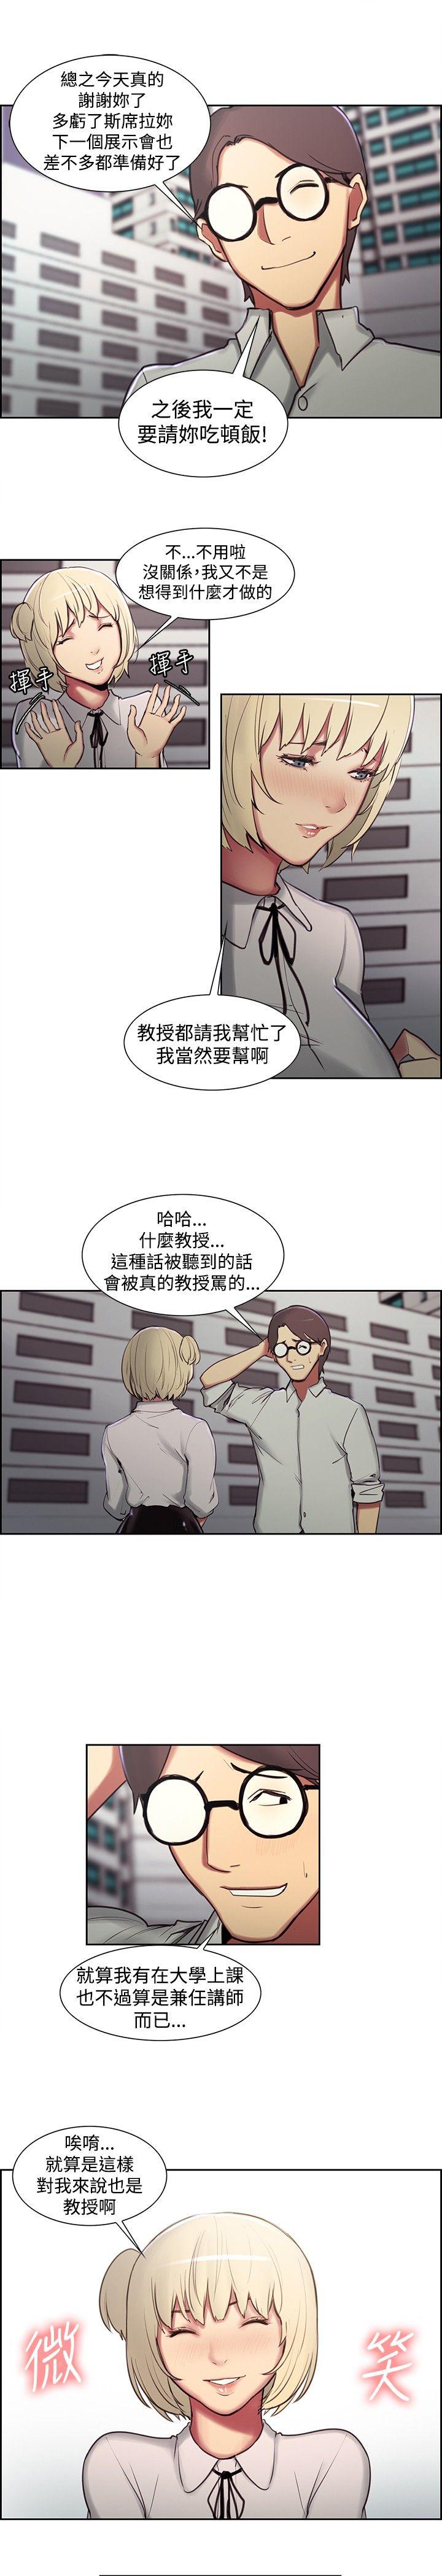 總之今天真的
謝謝妳了
多虧了斯席拉妳
下一個展示會也
差不多都準備好了
之後我一定
要請妳吃頓飯!
不...不用啦
沒關係,我又不是
想得到什麼才做的
揮手
揮手
教授都請我幫忙了
我當然要幫啊
哈哈...
什麼教授...
這種話被聽到的話
會被真的教授罵的...
就算我有在大學上課
也不過算是兼任講師
而已...
唉唷...
就算是這樣
對我來說也是
教授啊
微笑